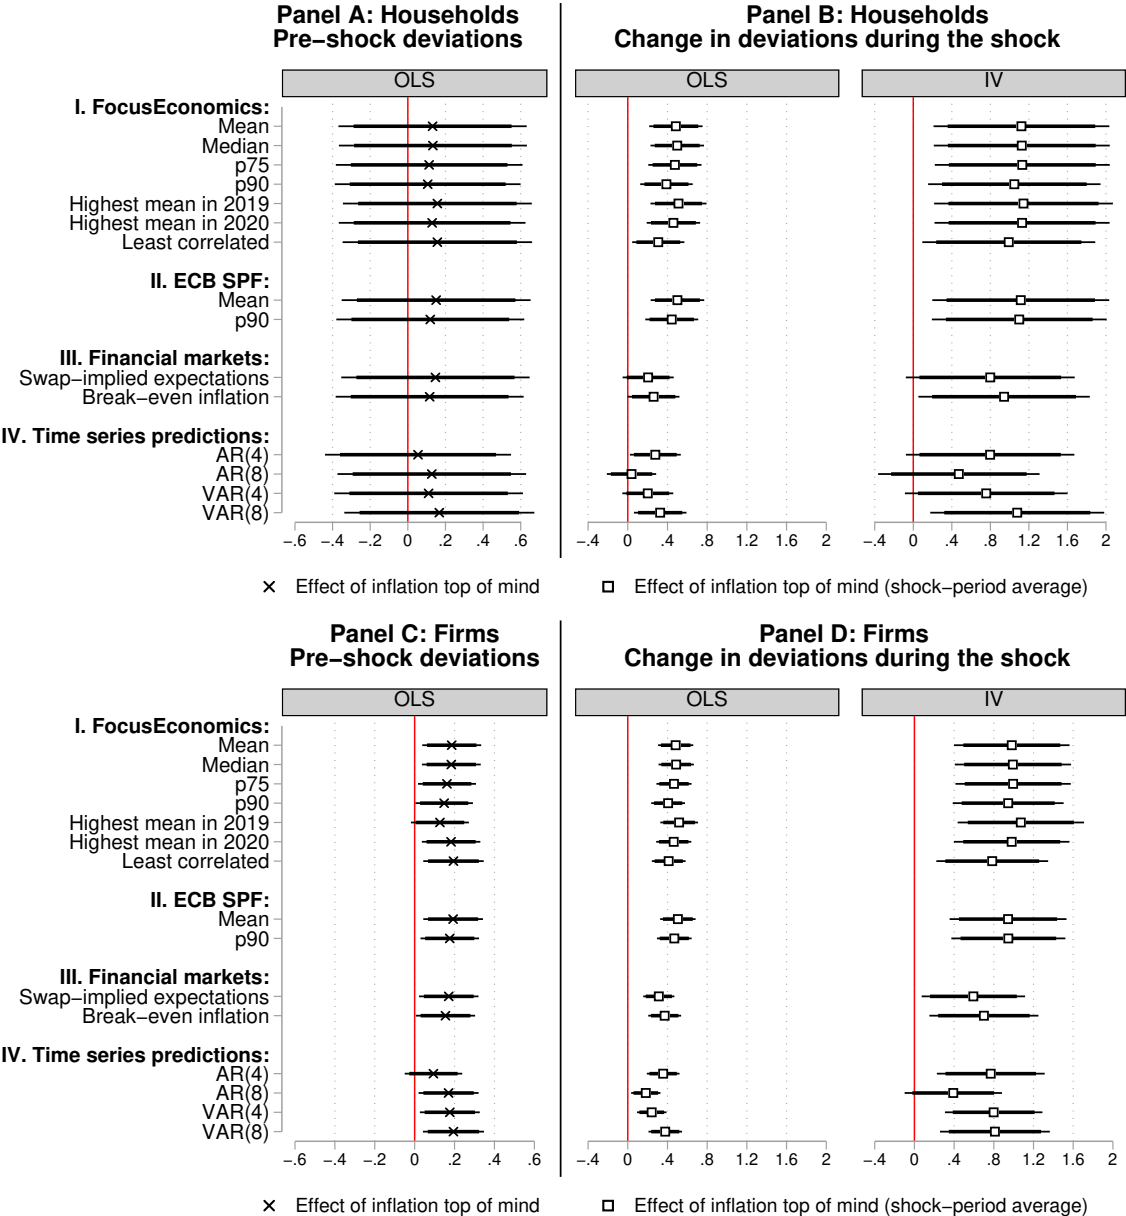 Panel A: Households
Pre−shock deviations
Panel B: Households
Change in deviations during the shock
OLS
OLS
IV
I. FocusEconomics:
Mean
Median
p75
p90
Highest mean in 2019
Highest mean in 2020
Least correlated
II. ECB SPF:
Mean
p90
III. Financial markets:
Swap−implied expectations
Break−even inflation
IV. Time series predictions:
AR(4)
AR(8)
VAR(4)
VAR(8)
−.6 −.4 −.2 0 .2 .4 .6
−.4 0 .4 .8 1.2 1.6 2
−.4 0 .4 .8 1.2 1.6 2
Effect of inflation top of mind
Effect of inflation top of mind (shock−period average)
Panel C: Firms
Pre−shock deviations
Panel D: Firms
Change in deviations during the shock
OLS
OLS
IV
I. FocusEconomics:
Mean
Median
p75
p90
Highest mean in 2019
Highest mean in 2020
Least correlated
II. ECB SPF:
Mean
p90
III. Financial markets:
Swap−implied expectations
Break−even inflation
IV. Time series predictions:
AR(4)
AR(8)
VAR(4)
VAR(8)
−.6 −.4 −.2 0 .2 .4 .6
−.4 0 .4 .8 1.2 1.6 2
−.4 0 .4 .8 1.2 1.6 2
Effect of inflation top of mind
Effect of inflation top of mind (shock−period average)